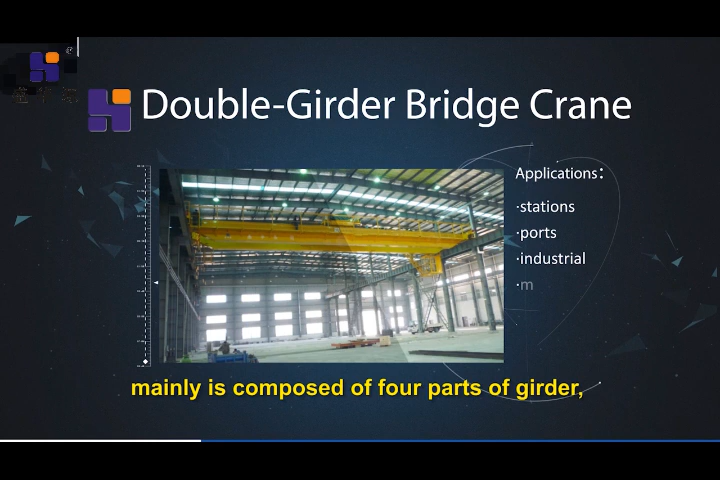 Double-Girder Bridge Crane
Applications:
·stations
·ports
·industrial
·m
mainly is composed of four parts of girder,